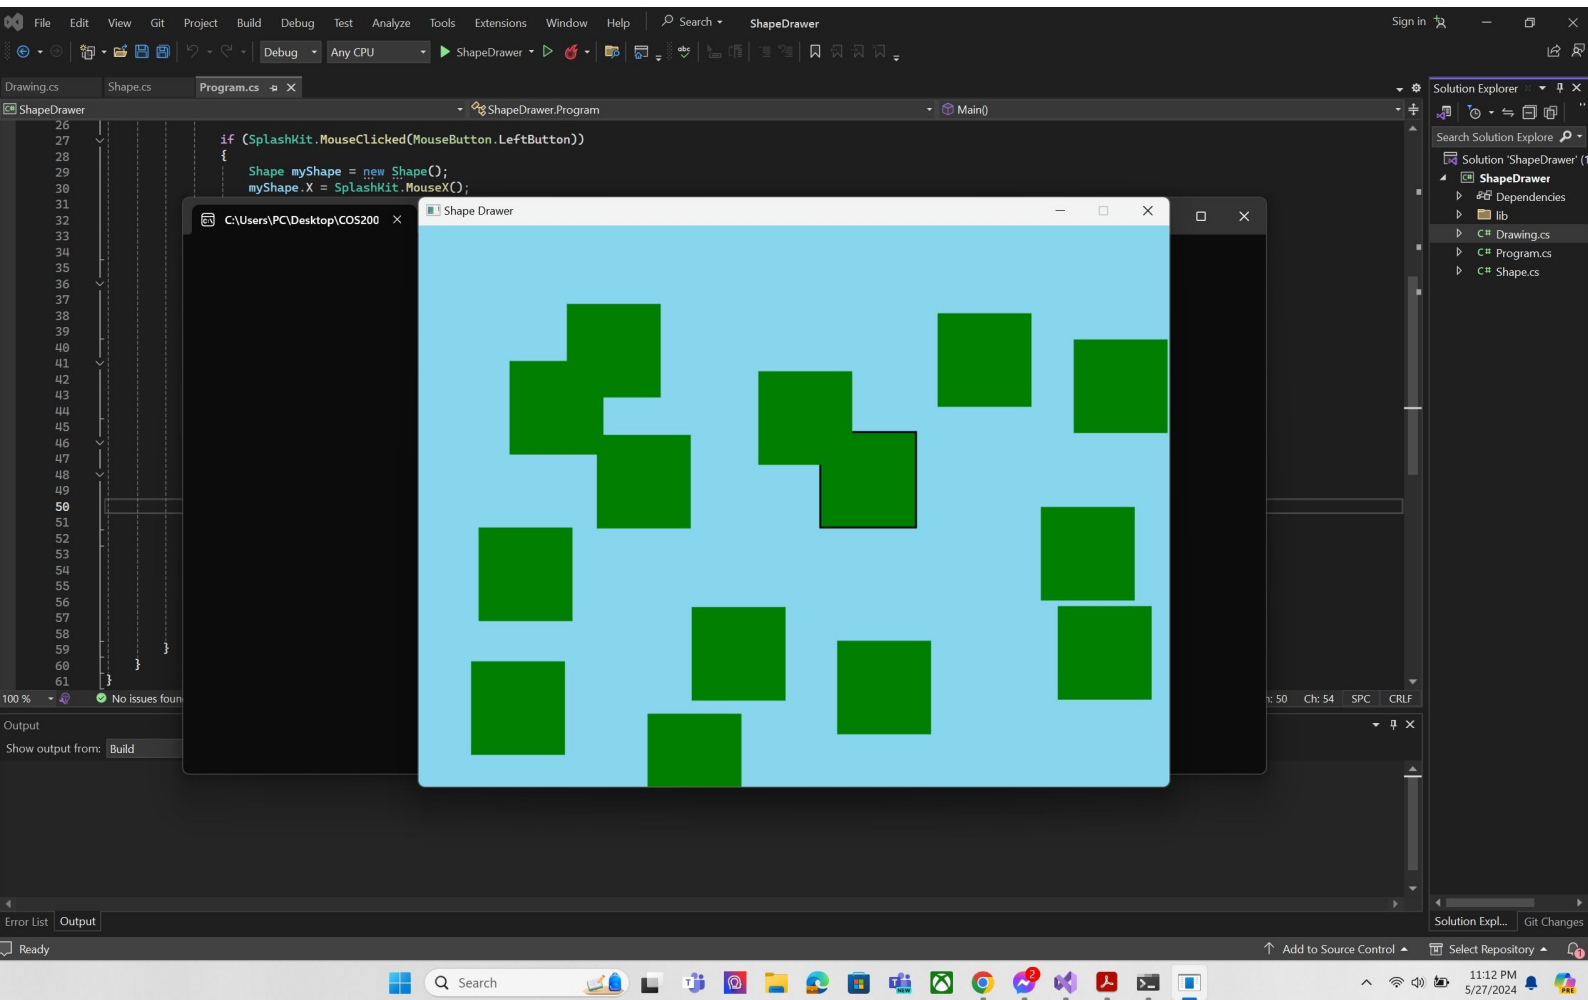 File Edit View Git Project Build Debug Test Analyze Tools Extensions Window Help Search ShapeDrawer Sign in
Debug Any CPU ShapeDrawer
Drawing.cs Shape.cs Program.cs Solution Explorer
C# ShapeDrawer ShapeDrawer.Program Main()
Search Solution Explore
26
27 if (SplashKit.MouseClicked(MouseButton.LeftButton))
28 {
29 Shape myShape = new Shape();
30 myShape.X = SplashKit.MouseX();
31
32
33
34
35
36
37
38
39
40
41
42
43
44
45
46
47
48
49
50
51
52
53
54
55
56
57
58
59 }
60 }
61 }
C:\Users\PC\Desktop\COS200
Shape Drawer
Solution 'ShapeDrawer' (1
C# ShapeDrawer
Dependencies
lib
C# Drawing.cs
C# Program.cs
C# Shape.cs
100 % No issues foun n: 50 Ch: 54 SPC CRLF
Output
Show output from: Build
Error List Output Solution Expl... Git Changes
Ready Add to Source Control Select Repository 1
Search 2 11:12 PM
NEW 5/27/2024 PRE